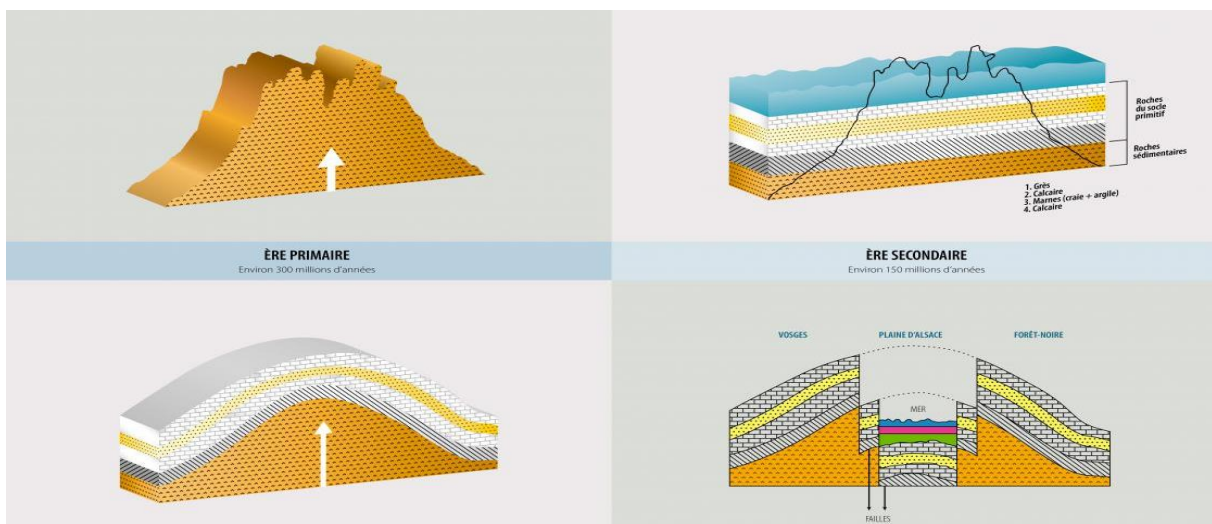 Roches
du socle
primitif
Roches
sédimentaires
1. Grès
2. Calcaire
3. Marnes (craie + argile)
4. Calcaire
ÈRE PRIMAIRE
Environ 300 millions d'années
ÈRE SECONDAIRE
Environ 150 millions d'années
VOSGES
PLAINE D'ALSACE
FORÊT-NOIRE
MER
FAILLES